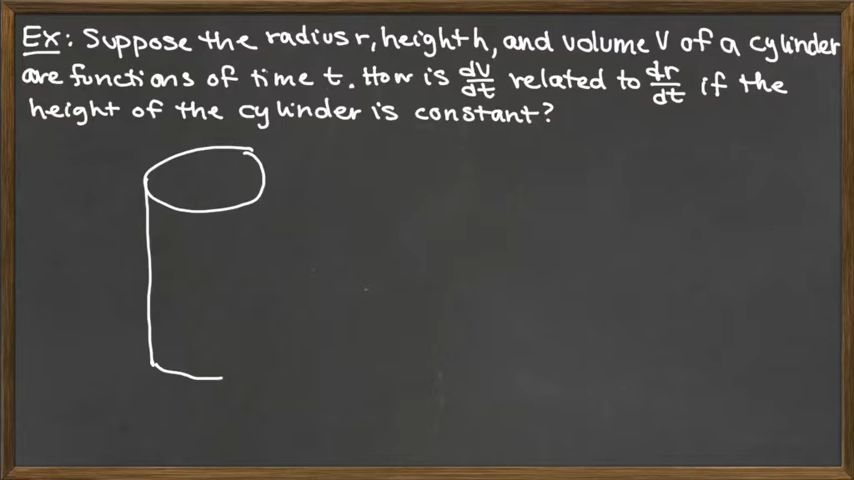 Ex: Suppose the radius r, height h, and volume V of a cylinder
are functions of time t. How is dV/dt related to dr/dt if the
height of the cylinder is constant?